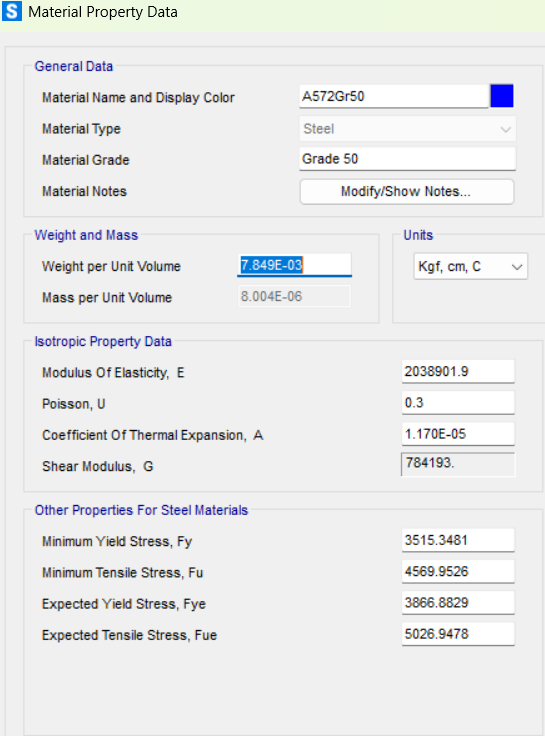 S Material Property Data
General Data
Material Name and Display Color A572Gr50
Material Type Steel
Material Grade Grade 50
Material Notes Modify/Show Notes...
Weight and Mass Units
Weight per Unit Volume 7.849E-03 Kgf, cm, C
Mass per Unit Volume 8.004E-06
Isotropic Property Data
Modulus Of Elasticity, E 2038901.9
Poisson, U 0.3
Coefficient Of Thermal Expansion, A 1.170E-05
Shear Modulus, G 784193.
Other Properties For Steel Materials
Minimum Yield Stress, Fy 3515.3481
Minimum Tensile Stress, Fu 4569.9526
Expected Yield Stress, Fye 3866.8829
Expected Tensile Stress, Fue 5026.9478